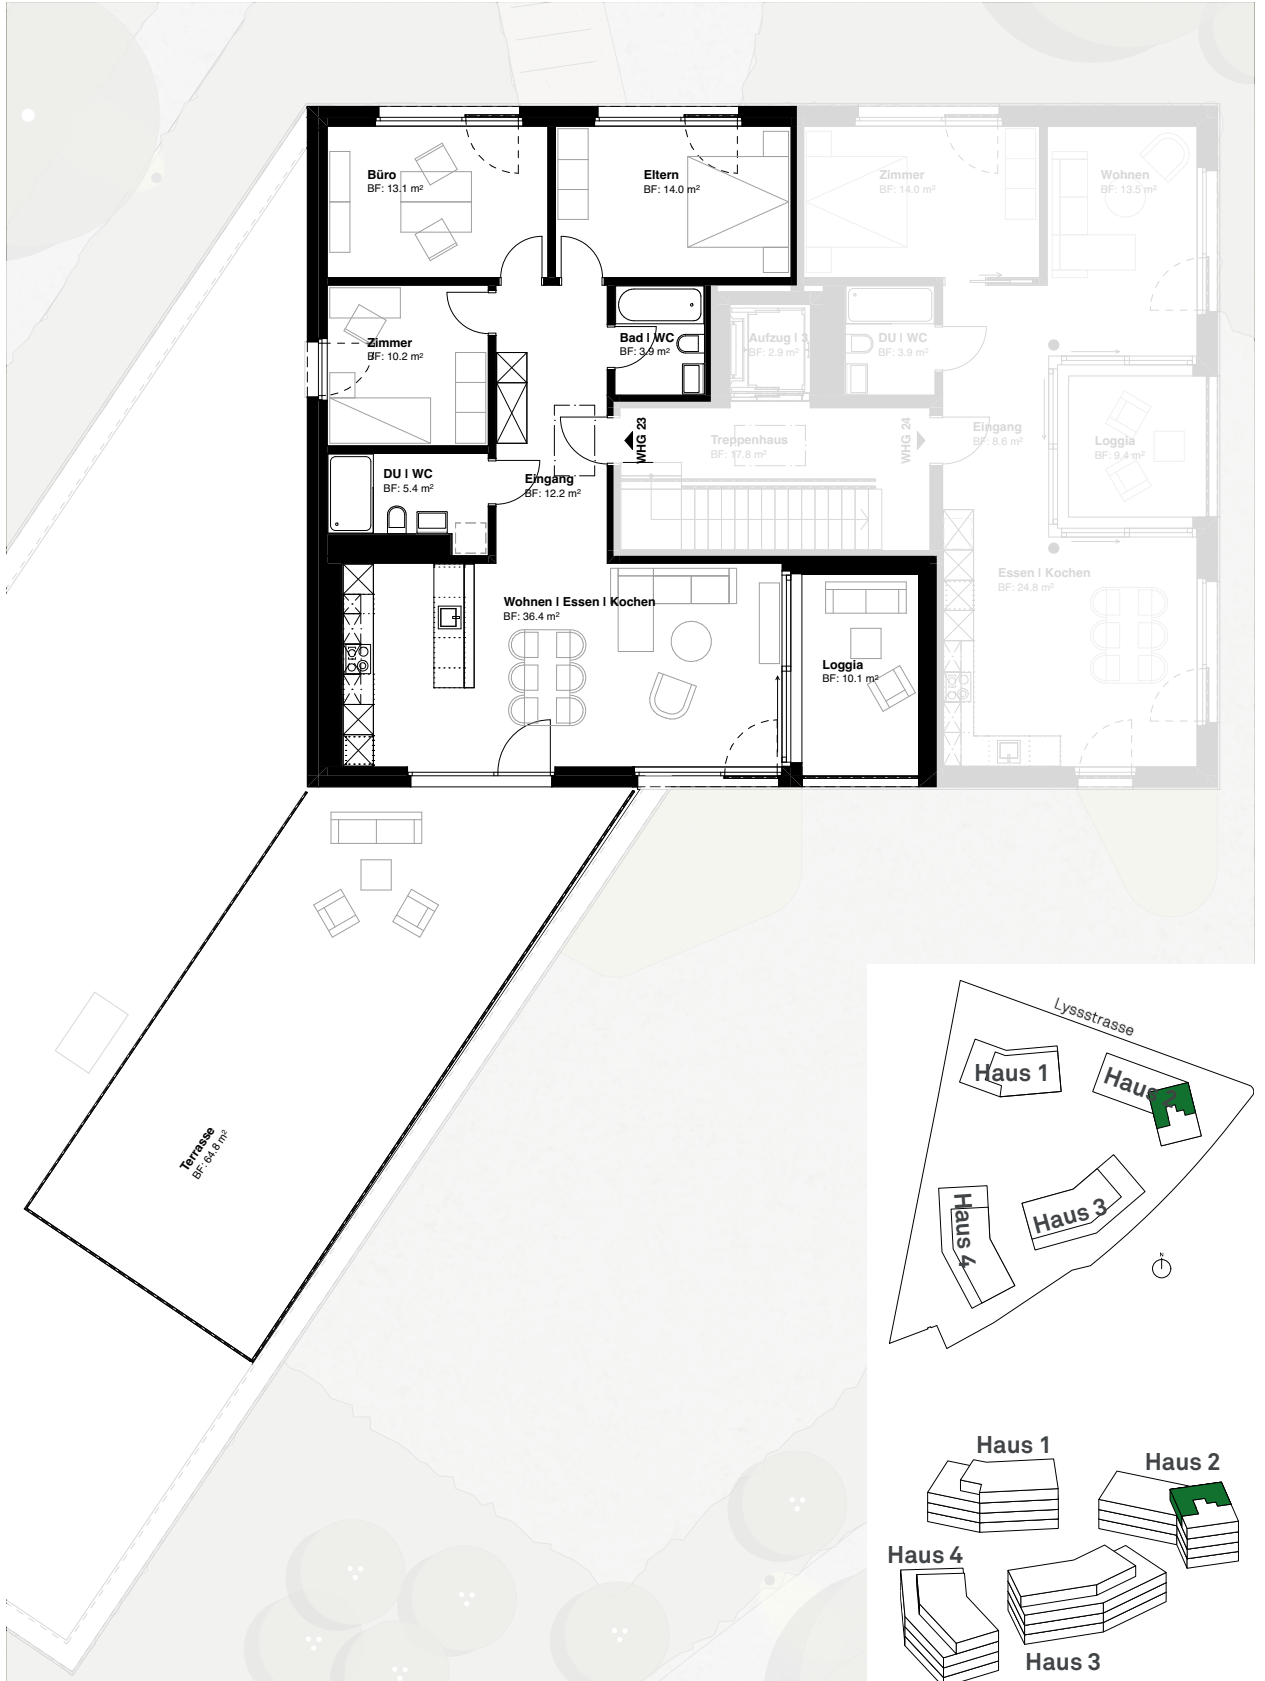 Büro
BF: 13.1 m²
Eltern
BF: 14.0 m²
Zimmer
BF: 14.0 m²
Wohnen
BF: 13.5 m²
Zimmer
BF: 10.2 m²
Bad I WC
BF: 3.9 m²
Aufzug I 3
BF: 2.9 m²
DU I WC
BF: 3.9 m²
WHG 23
Treppenhaus
BF: 17.8 m²
WHG 24
Eingang
BF: 8.6 m²
Loggia
BF: 9.4 m²
DU I WC
BF: 5.4 m²
Eingang
BF: 12.2 m²
Wohnen I Essen I Kochen
BF: 36.4 m²
Essen I Kochen
BF: 24.8 m²
Loggia
BF: 10.1 m²
Terrasse
BF: 64.8 m²
Lyssstrasse
Haus 1
Haus 2
Haus 3
Haus 4
N
Haus 1
Haus 2
Haus 4
Haus 3